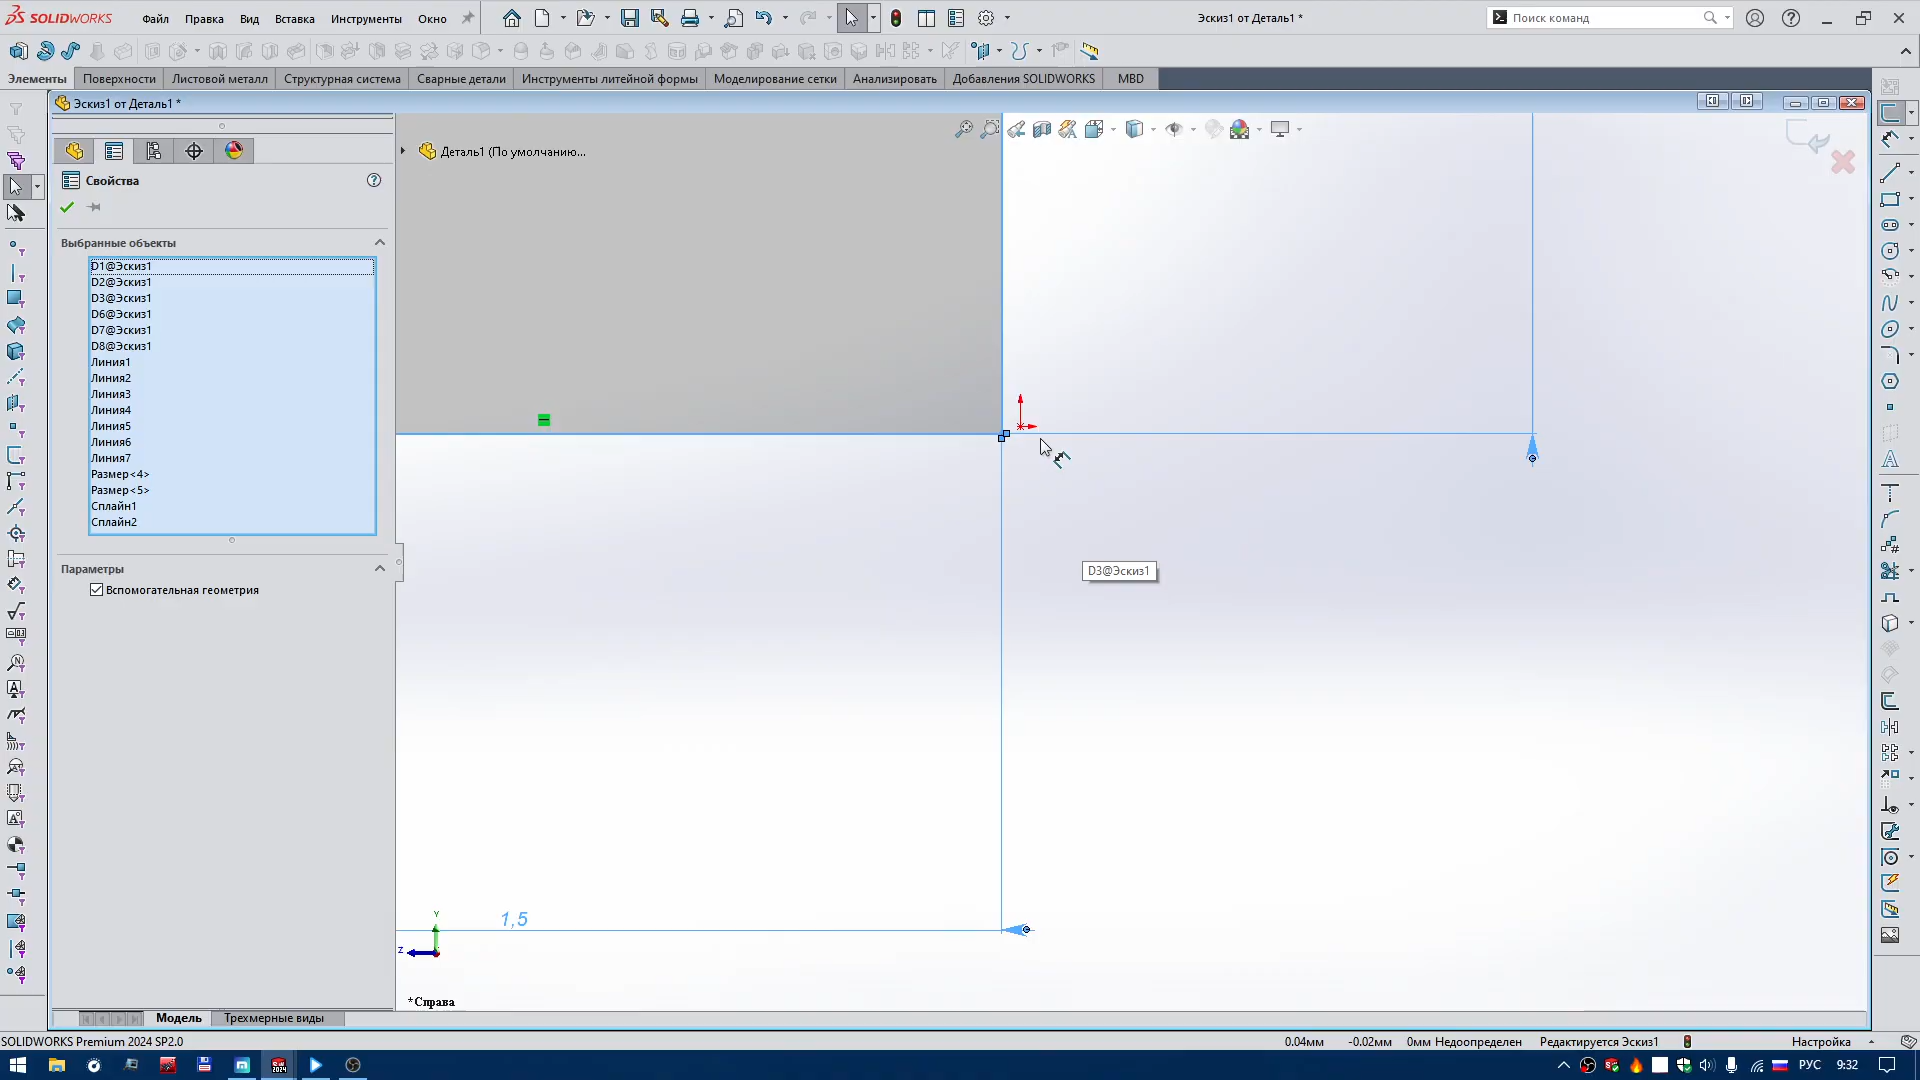 SOLIDWORKS
Файл
Правка
Вид
Вставка
Инструменты
Окно
Эскиз1 от Деталь1 *
Поиск команд
Элементы
Поверхности
Листовой металл
Структурная система
Сварные детали
Инструменты литейной формы
Моделирование сетки
Анализировать
Добавления SOLIDWORKS
MBD
Эскиз1 от Деталь1 *
Деталь1 (По умолчанию...
Свойства
Выбранные объекты
D1@Эскиз1
D2@Эскиз1
D3@Эскиз1
D6@Эскиз1
D7@Эскиз1
D8@Эскиз1
Линия1
Линия2
Линия3
Линия4
Линия5
Линия6
Линия7
Размер<4>
Размер<5>
Сплайн1
Сплайн2
Параметры
Вспомогательная геометрия
D3@Эскиз1
1,5
Y
Z
*Справа
Модель
Трехмерные виды
SOLIDWORKS Premium 2024 SP2.0
0.04мм
-0.02мм
0мм
Недоопределен
Редактируется Эскиз1
Настройка
РУС
9:32